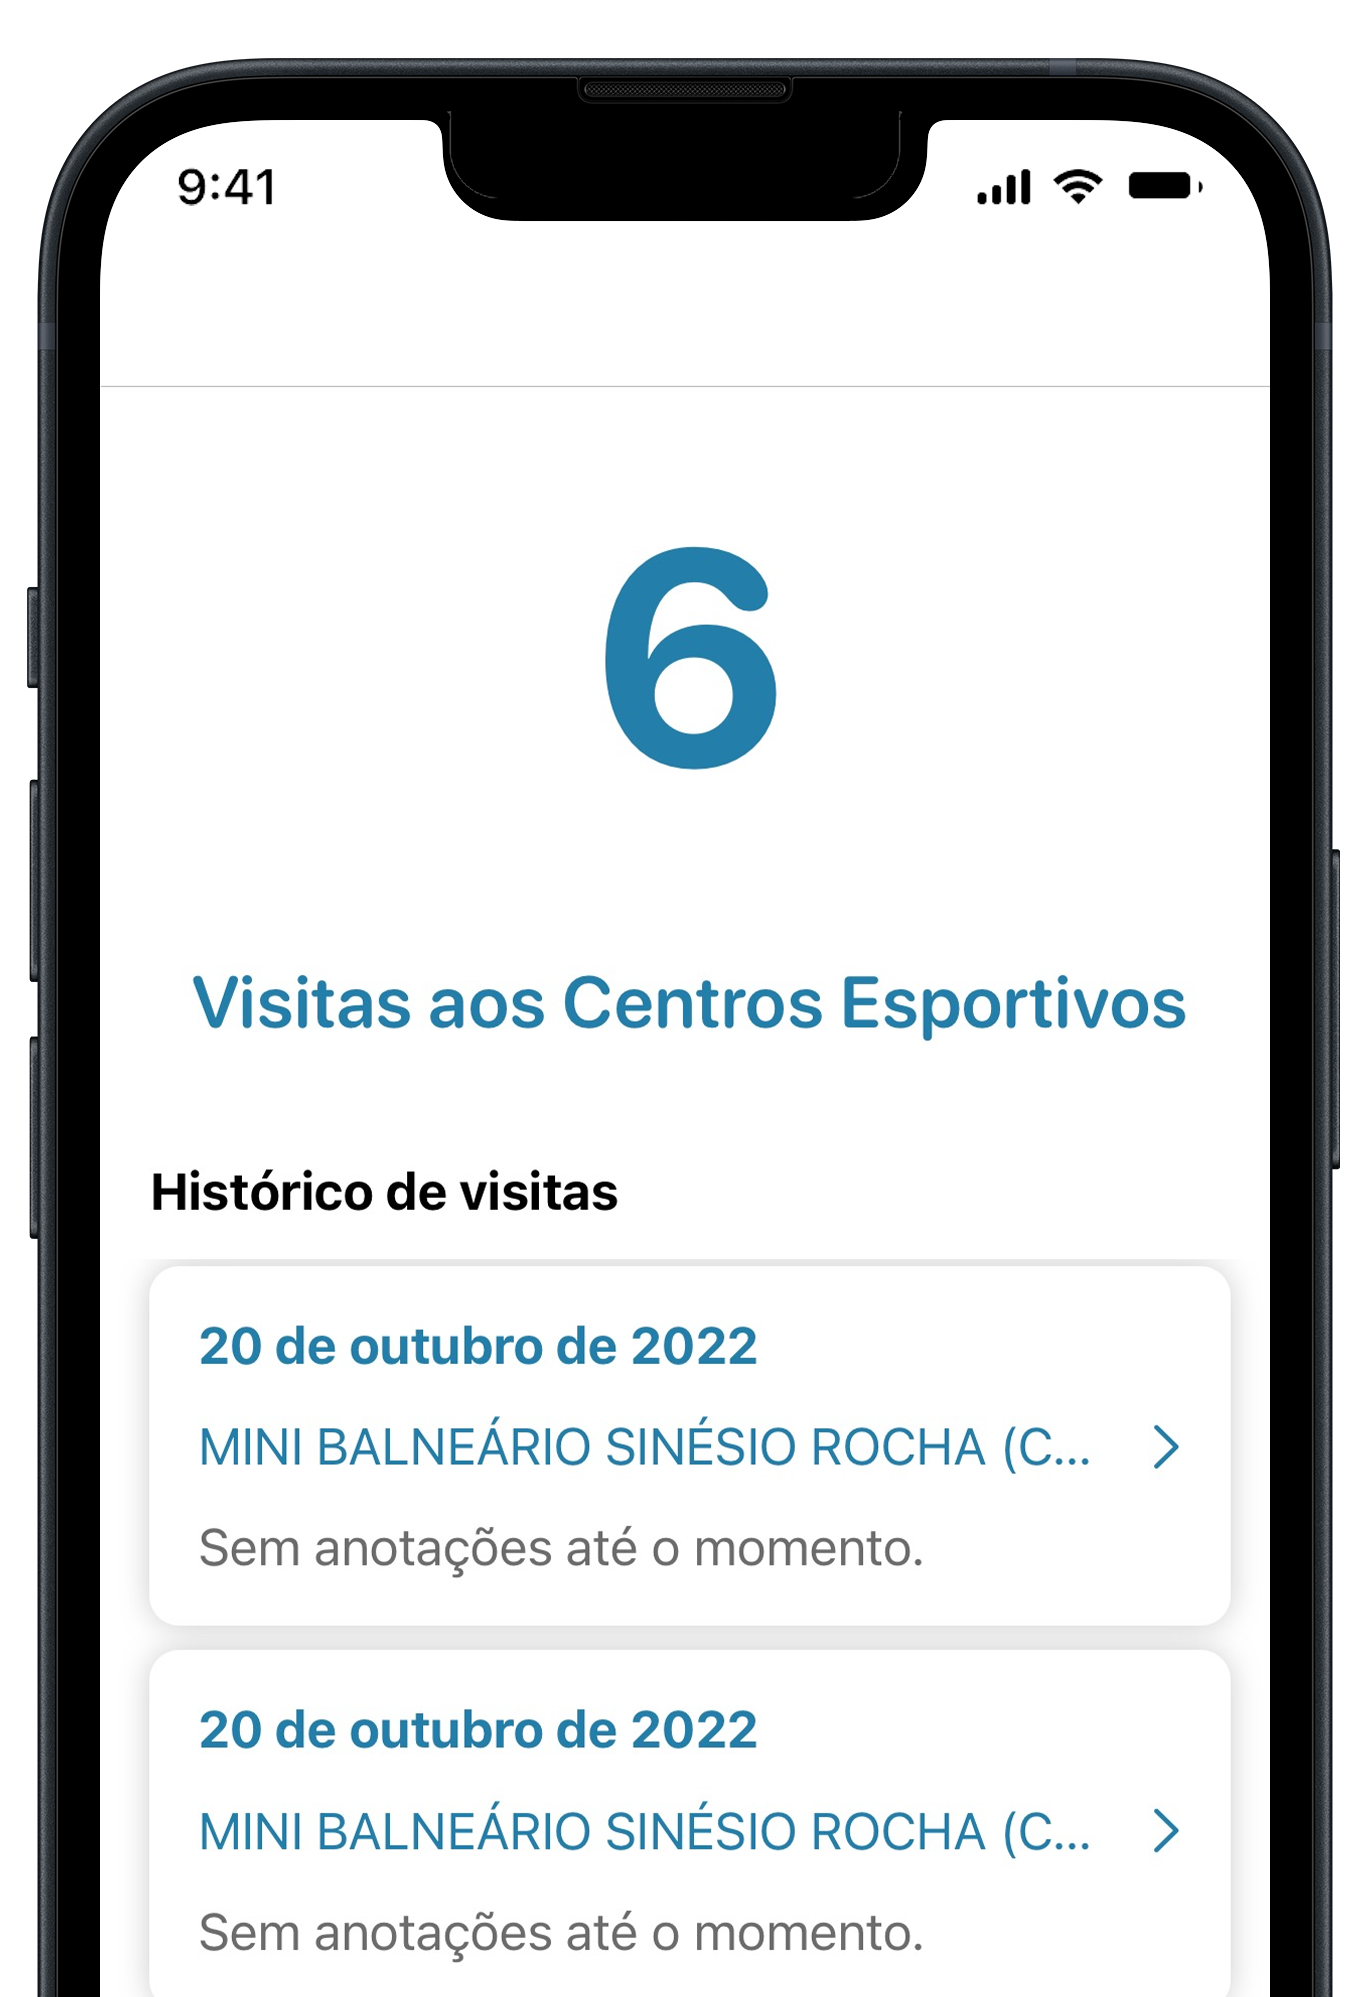 9:41
6
Visitas aos Centros Esportivos
Histórico de visitas
20 de outubro de 2022
MINI BALNEÁRIO SINÉSIO ROCHA (C...
Sem anotações até o momento.
20 de outubro de 2022
MINI BALNEÁRIO SINÉSIO ROCHA (C...
Sem anotações até o momento.